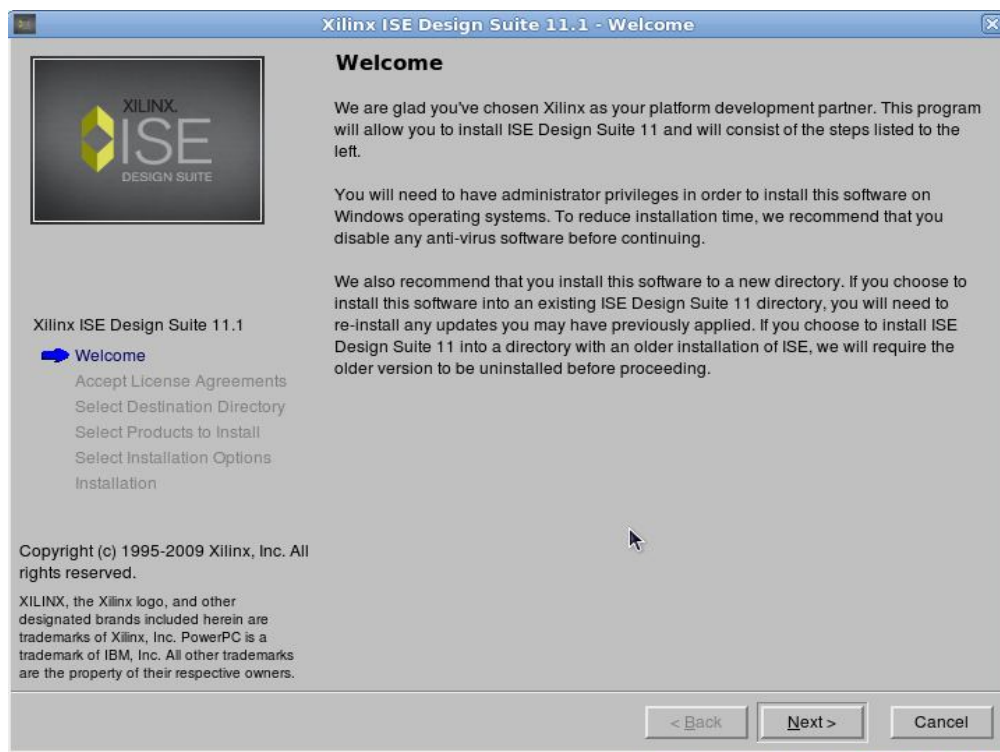 Xilinx ISE Design Suite 11.1 - Welcome
XILINX.
ISE
DESIGN SUITE
Xilinx ISE Design Suite 11.1
Welcome
Accept License Agreements
Select Destination Directory
Select Products to Install
Select Installation Options
Installation
Copyright (c) 1995-2009 Xilinx, Inc. All
rights reserved.
XILINX, the Xilinx logo, and other
designated brands included herein are
trademarks of Xilinx, Inc. PowerPC is a
trademark of IBM, Inc. All other trademarks
are the property of their respective owners.
Welcome
We are glad you've chosen Xilinx as your platform development partner. This program
will allow you to install ISE Design Suite 11 and will consist of the steps listed to the
left.
You will need to have administrator privileges in order to install this software on
Windows operating systems. To reduce installation time, we recommend that you
disable any anti-virus software before continuing.
We also recommend that you install this software to a new directory. If you choose to
install this software into an existing ISE Design Suite 11 directory, you will need to
re-install any updates you may have previously applied. If you choose to install ISE
Design Suite 11 into a directory with an older installation of ISE, we will require the
older version to be uninstalled before proceeding.
< Back
Next >
Cancel